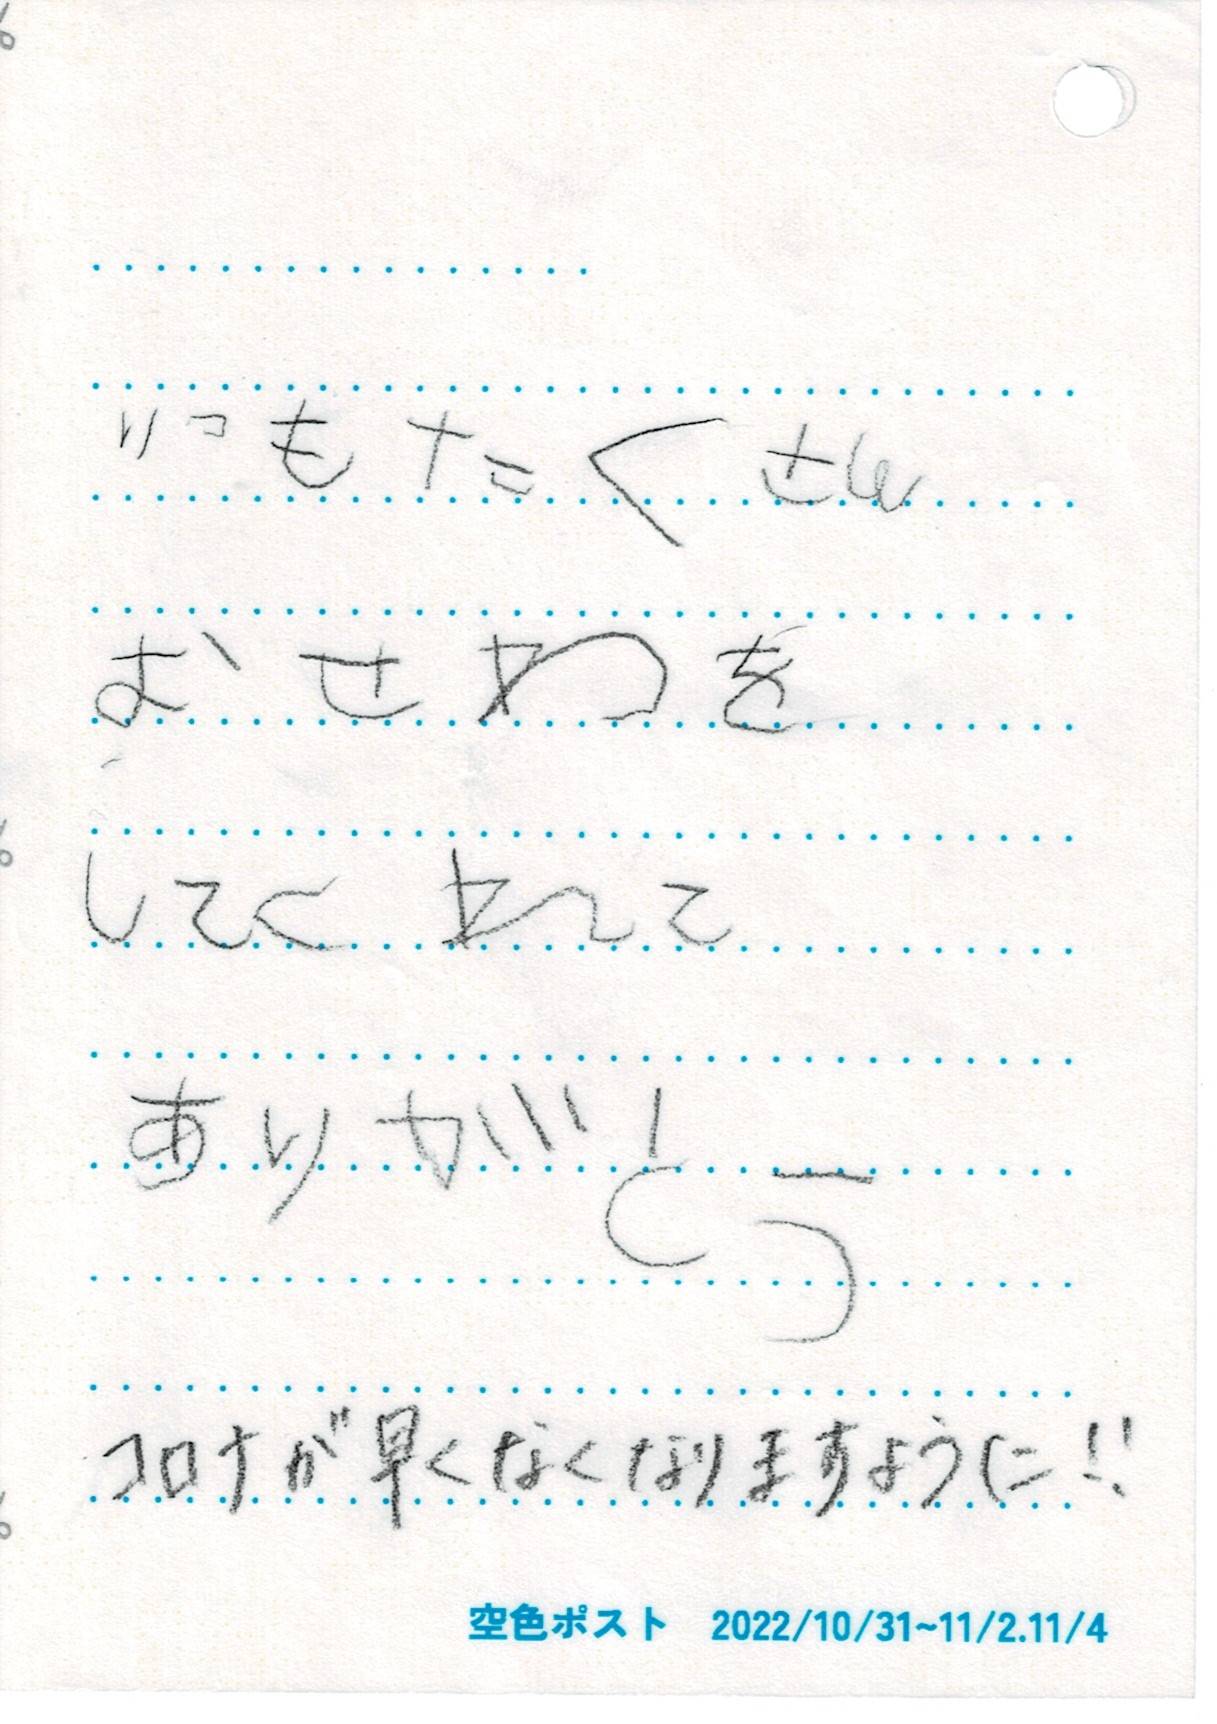 いつもたくさん
おせわを
してくれて
ありがとう
コロナが早くなくなりますように!!
空色ポスト 2022/10/31~11/2.11/4